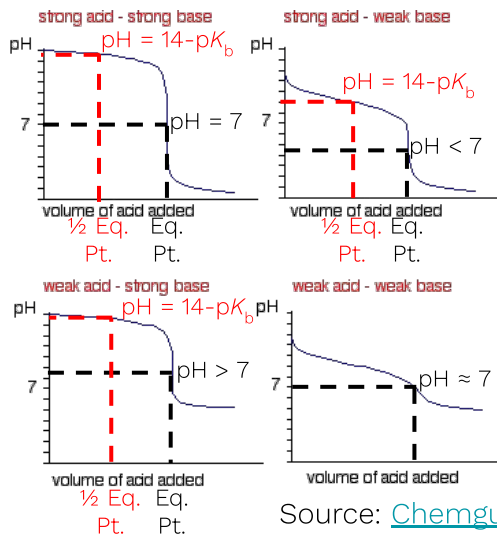 strong acid - strong base
pH
pH = 14-pKb
7
pH = 7
volume of acid added
½ Eq. Pt.
Eq. Pt.
strong acid - weak base
pH
pH = 14-pKb
7
pH < 7
volume of acid added
½ Eq. Pt.
Eq. Pt.
weak acid - strong base
pH
pH = 14-pKb
7
pH > 7
volume of acid added
½ Eq. Pt.
Eq. Pt.
weak acid - weak base
pH
7
pH ≈ 7
volume of acid added
Source: Chemgu